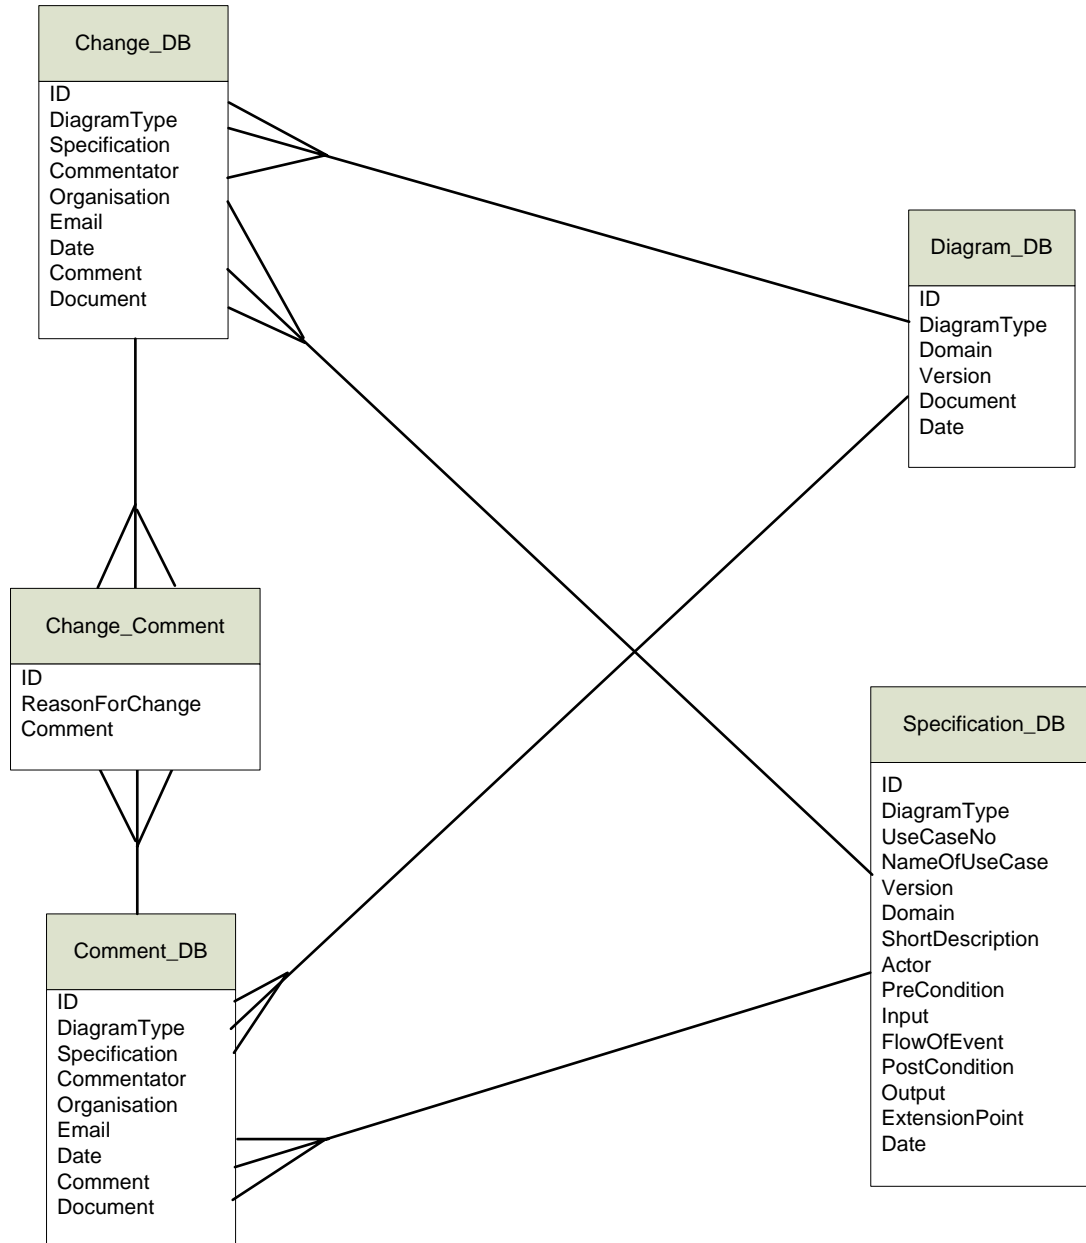 Change_DB
ID
DiagramType
Specification
Commentator
Organisation
Email
Date
Comment
Document
Diagram_DB
ID
DiagramType
Domain
Version
Document
Date
Change_Comment
ID
ReasonForChange
Comment
Specification_DB
ID
DiagramType
UseCaseNo
NameOfUseCase
Version
Domain
ShortDescription
Actor
PreCondition
Input
FlowOfEvent
PostCondition
Output
ExtensionPoint
Date
Comment_DB
ID
DiagramType
Specification
Commentator
Organisation
Email
Date
Comment
Document